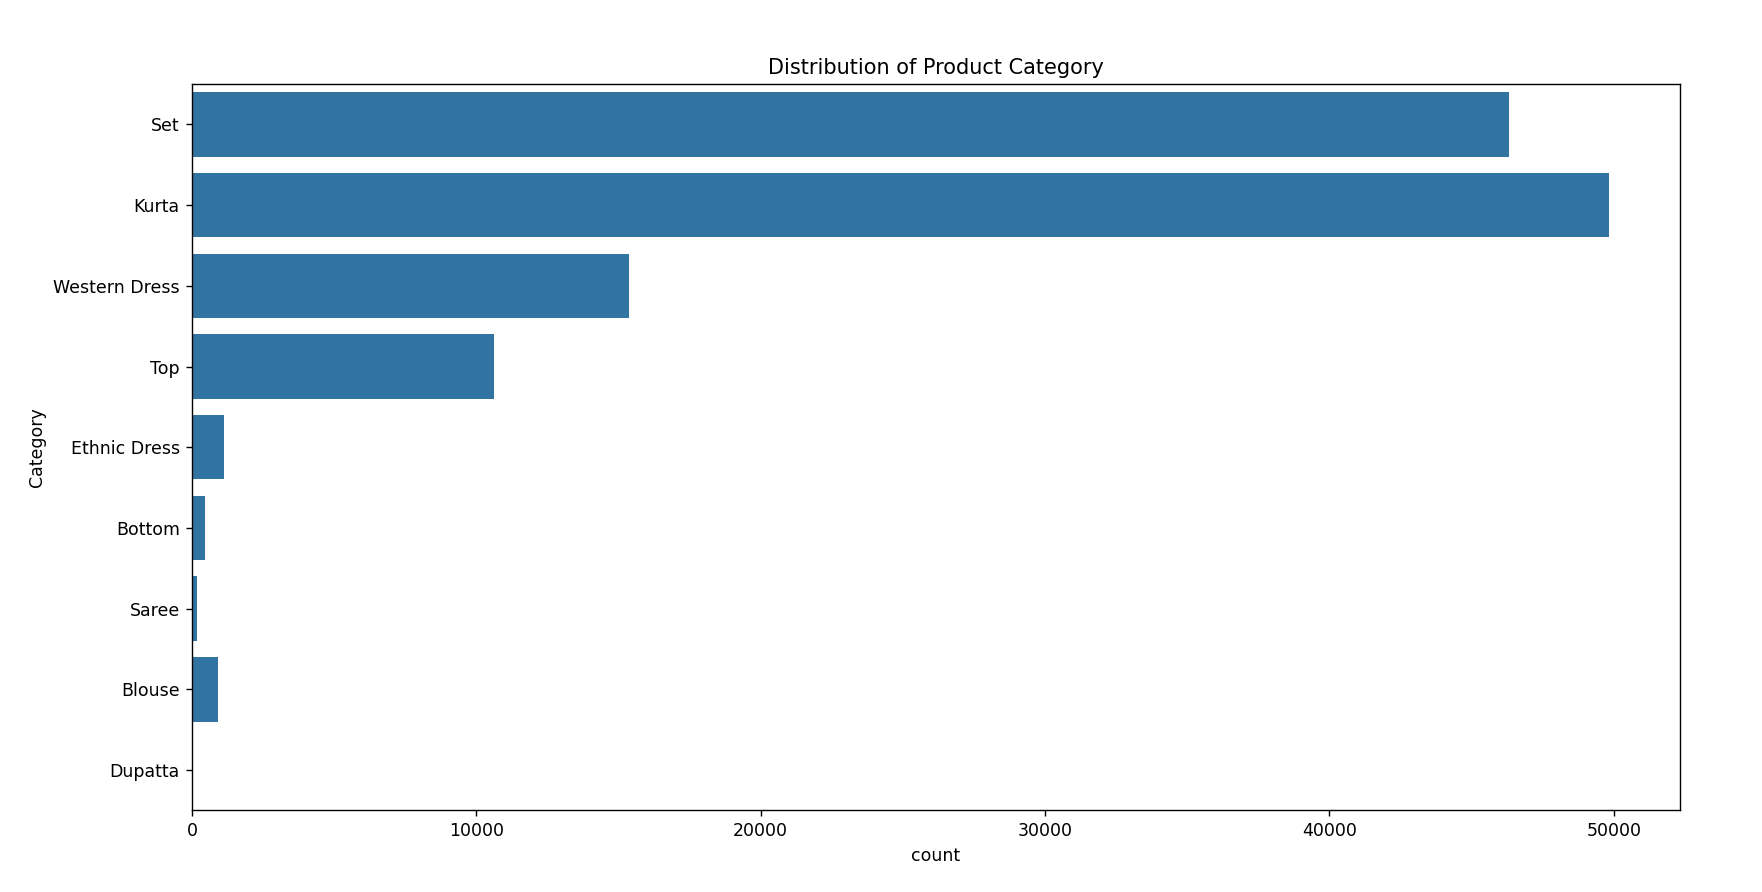 Distribution of Product Category
Set
Kurta
Western Dress
Top
Ethnic Dress
Bottom
Saree
Blouse
Dupatta
Category
0 10000 20000 30000 40000 50000
count